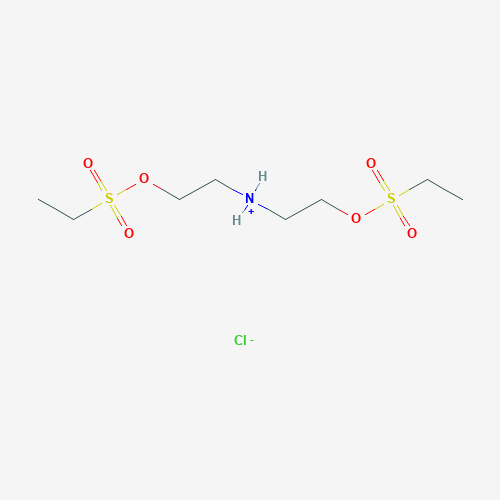 O O
O H S
S N O
O H + O
Cl -